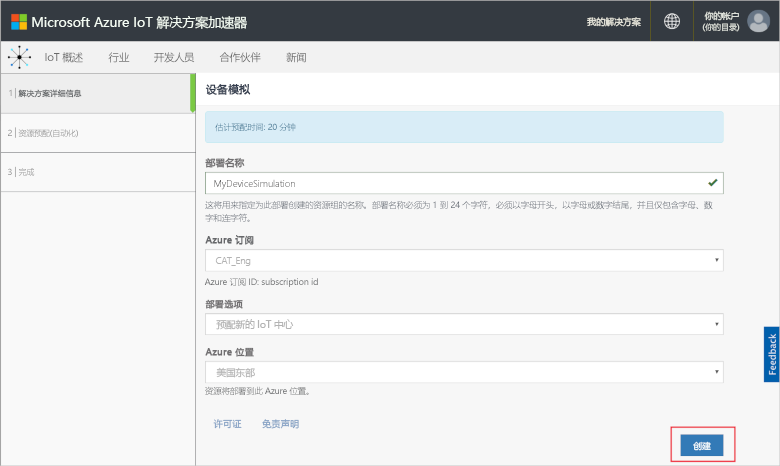 Microsoft Azure IoT 解决方案加速器
我的解决方案
你的帐户
(你的目录)
IoT 概述 行业 开发人员 合作伙伴 新闻
1 解决方案详细信息
2 资源预配(自动化)
3 完成
设备模拟
估计预配时间: 20 分钟
部署名称
MyDeviceSimulation
这将用来指定为此部署创建的资源组的名称。部署名称必须为 1 到 24 个字符，必须以字母开头，以字母或数字结尾，并且仅包含字母、数
字和连字符。
Azure 订阅
CAT_Eng
Azure 订阅 ID: subscription id
部署选项
预配新的 IoT 中心
Azure 位置
美国东部
资源将部署到此 Azure 位置。
许可证 免责声明
创建
Feedback